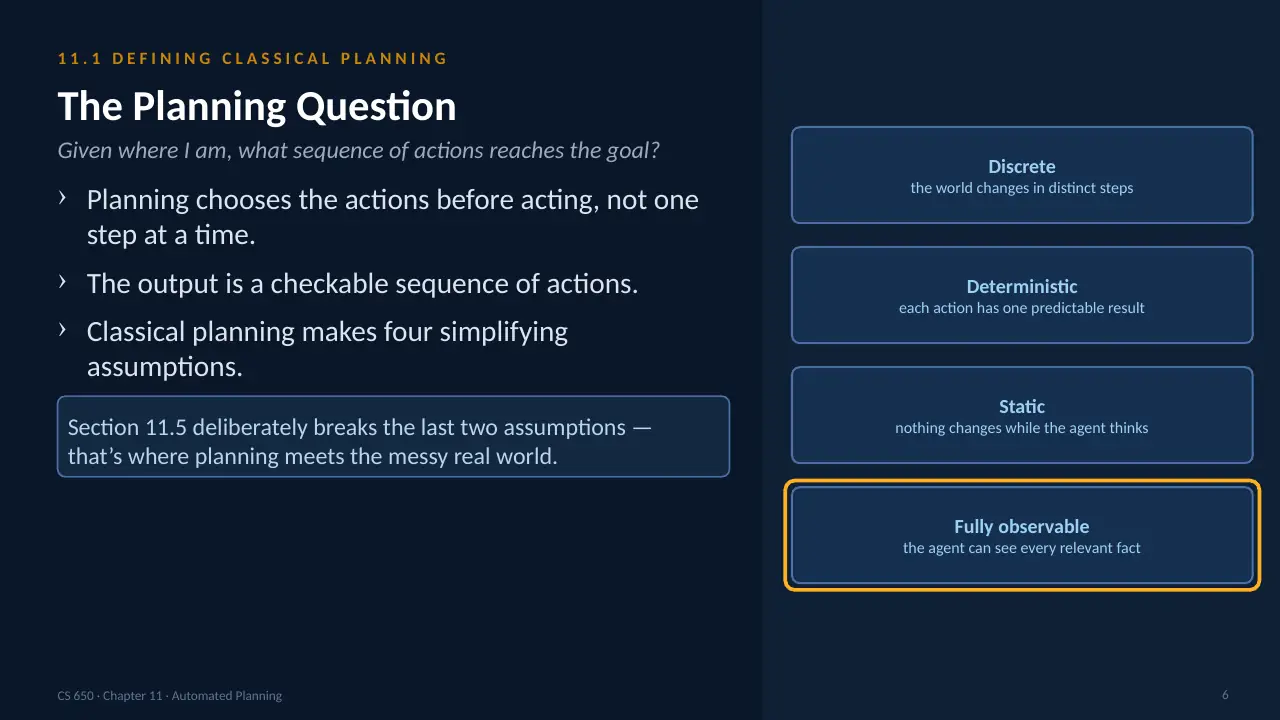 11.1 DEFINING CLASSICAL PLANNING
The Planning Question
Given where I am, what sequence of actions reaches the goal?
› Planning chooses the actions before acting, not one
step at a time.
› The output is a checkable sequence of actions.
› Classical planning makes four simplifying
assumptions.
Section 11.5 deliberately breaks the last two assumptions —
that’s where planning meets the messy real world.
Discrete
the world changes in distinct steps
Deterministic
each action has one predictable result
Static
nothing changes while the agent thinks
Fully observable
the agent can see every relevant fact
CS 650 · Chapter 11 · Automated Planning
6